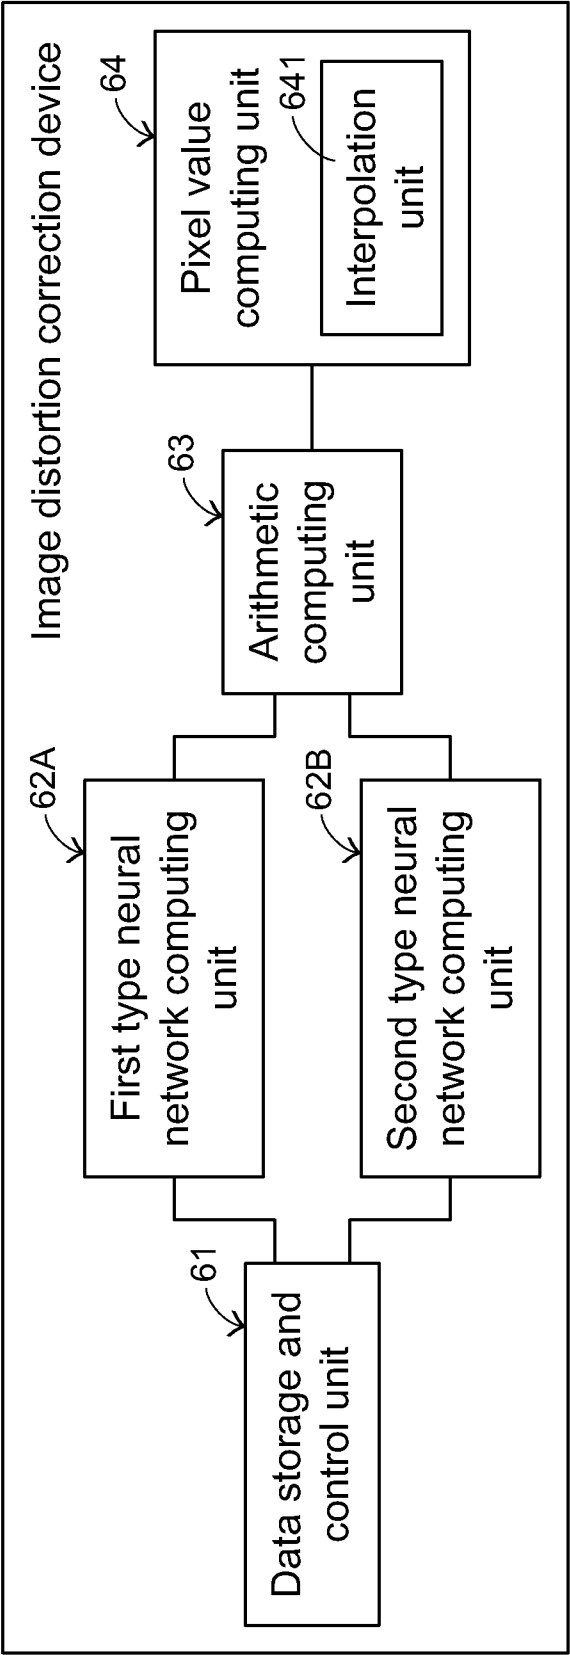 Image distortion correction device
61
Data storage and
control unit
62A
First type neural
network computing
unit
62B
Second type neural
network computing
unit
63
Arithmetic
computing
unit
64
Pixel value
computing unit
641
Interpolation
unit